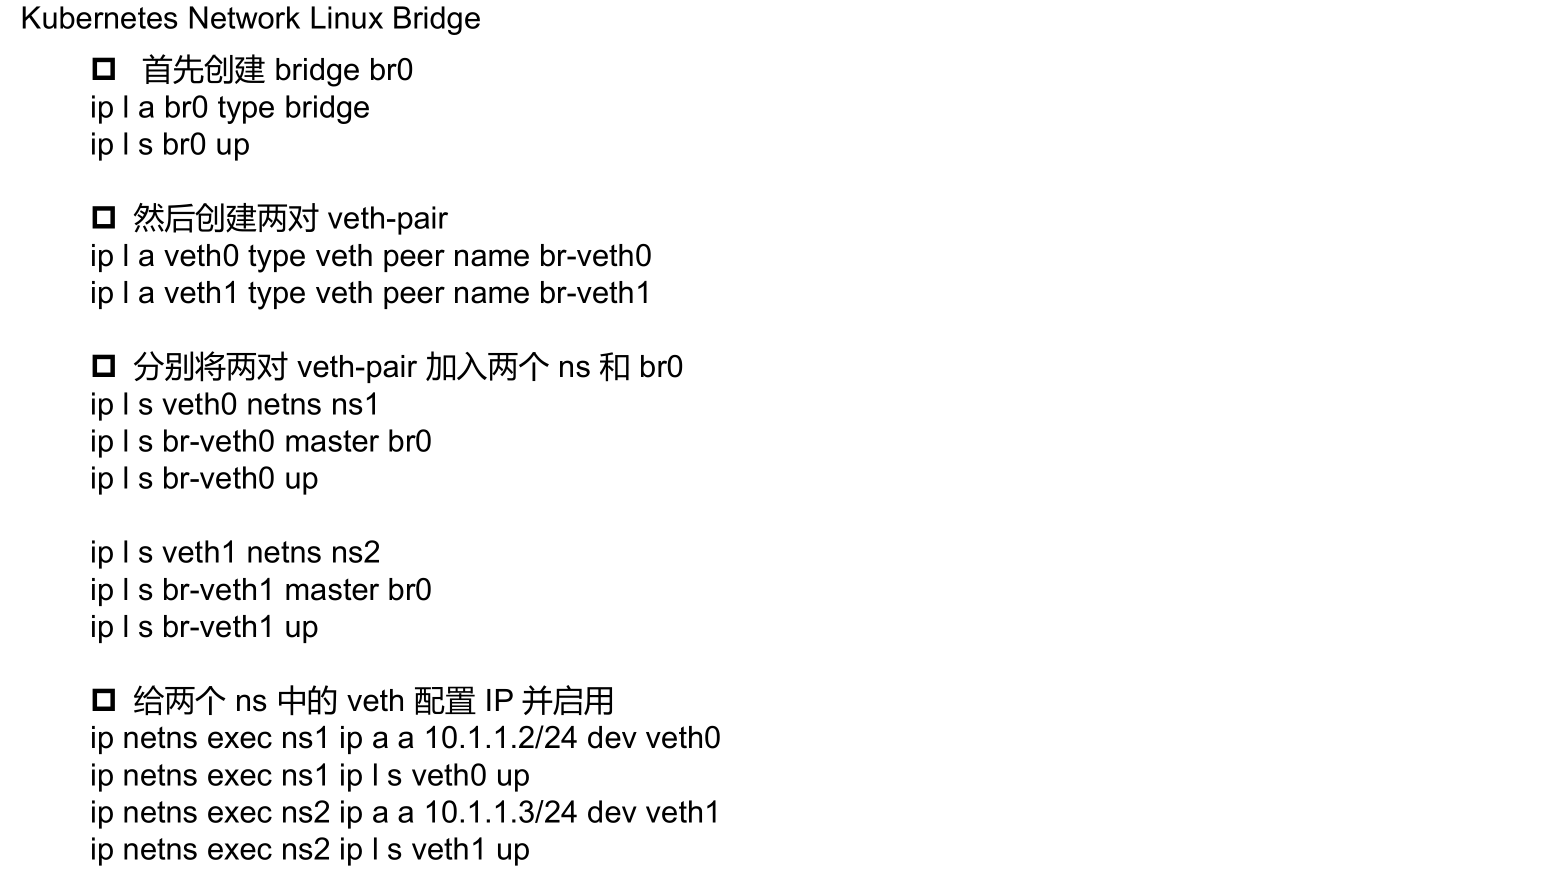 Kubernetes Network Linux Bridge
首先创建 bridge br0
ip l a br0 type bridge
ip l s br0 up
然后创建两对 veth-pair
ip l a veth0 type veth peer name br-veth0
ip l a veth1 type veth peer name br-veth1
分别将两对 veth-pair 加入两个 ns 和 br0
ip l s veth0 netns ns1
ip l s br-veth0 master br0
ip l s br-veth0 up
ip l s veth1 netns ns2
ip l s br-veth1 master br0
ip l s br-veth1 up
给两个 ns 中的 veth 配置 IP 并启用
ip netns exec ns1 ip a a 10.1.1.2/24 dev veth0
ip netns exec ns1 ip l s veth0 up
ip netns exec ns2 ip a a 10.1.1.3/24 dev veth1
ip netns exec ns2 ip l s veth1 up